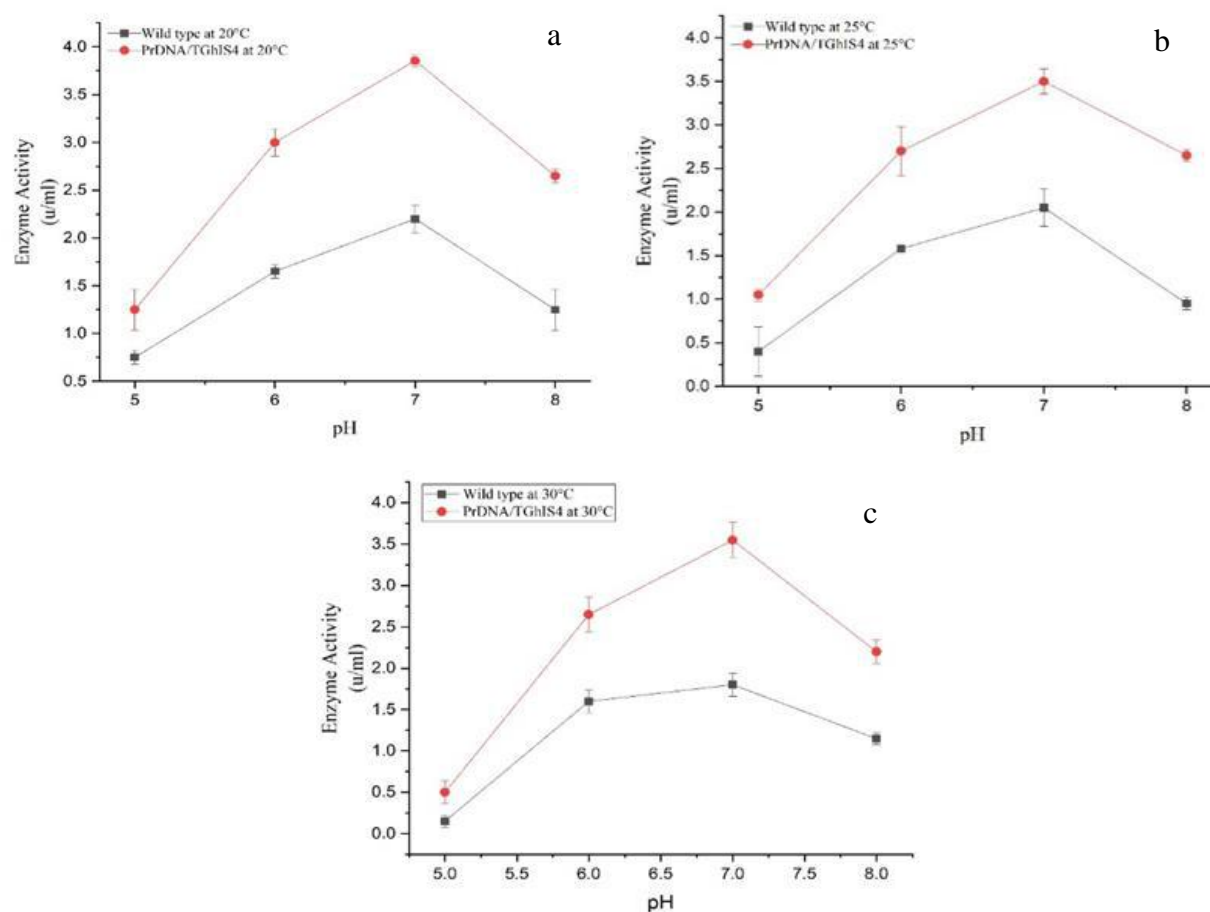 Wild type at 20°C
PrDNA/TGhIS4 at 20°C
a
4.0
3.5
3.0
2.5
2.0
1.5
1.0
0.5
Enzyme Activity
(u/ml)
5
6
7
8
pH
Wild type at 25°C
PrDNA/TGhIS4 at 25°C
b
4.0
3.5
3.0
2.5
2.0
1.5
1.0
0.5
0.0
Enzyme Activity
(u/ml)
5
6
7
8
pH
Wild type at 30°C
PrDNA/TGhIS4 at 30°C
c
4.0
3.5
3.0
2.5
2.0
1.5
1.0
0.5
0.0
Enzyme Activity
(u/ml)
5.0
5.5
6.0
6.5
7.0
7.5
8.0
pH